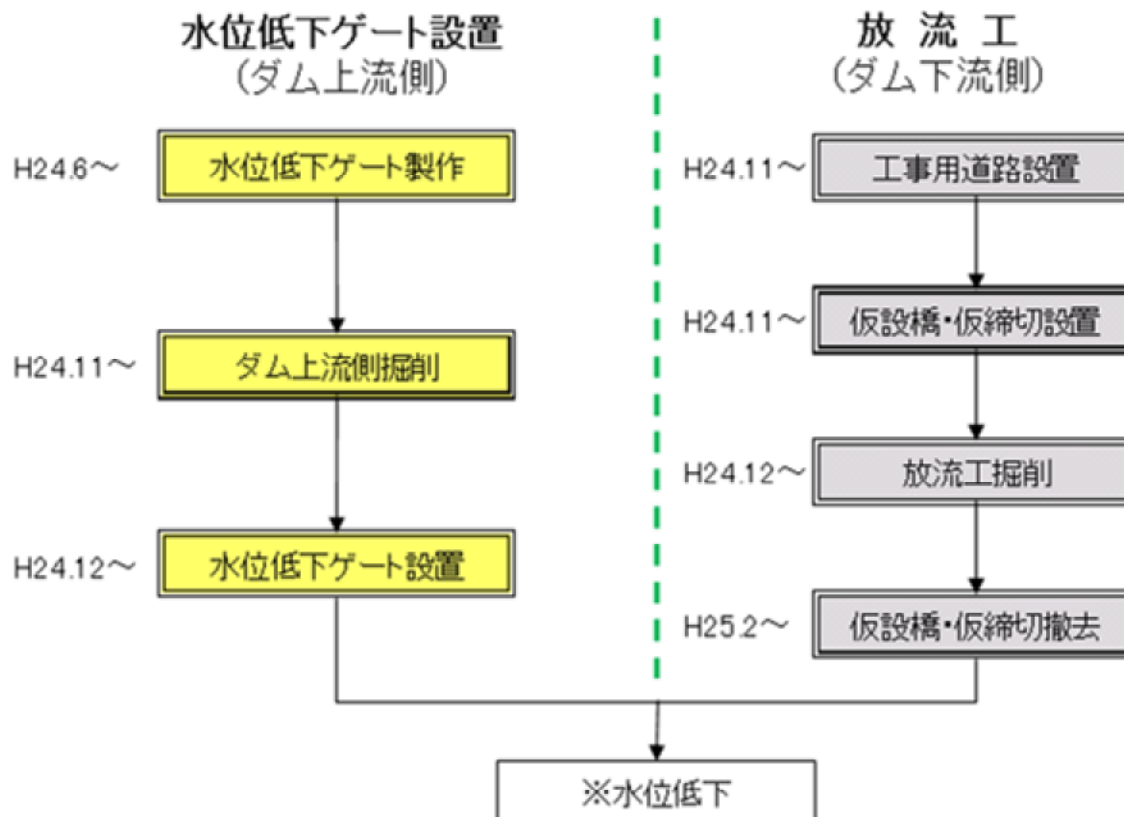 水位低下ゲート設置
(ダム上流側)
H24.6～
水位低下ゲート製作
H24.11～
ダム上流側掘削
H24.12～
水位低下ゲート設置
放 流 工
(ダム下流側)
H24.11～
工事用道路設置
H24.11～
仮設橋・仮締切設置
H24.12～
放流工掘削
H25.2～
仮設橋・仮締切撤去
※水位低下